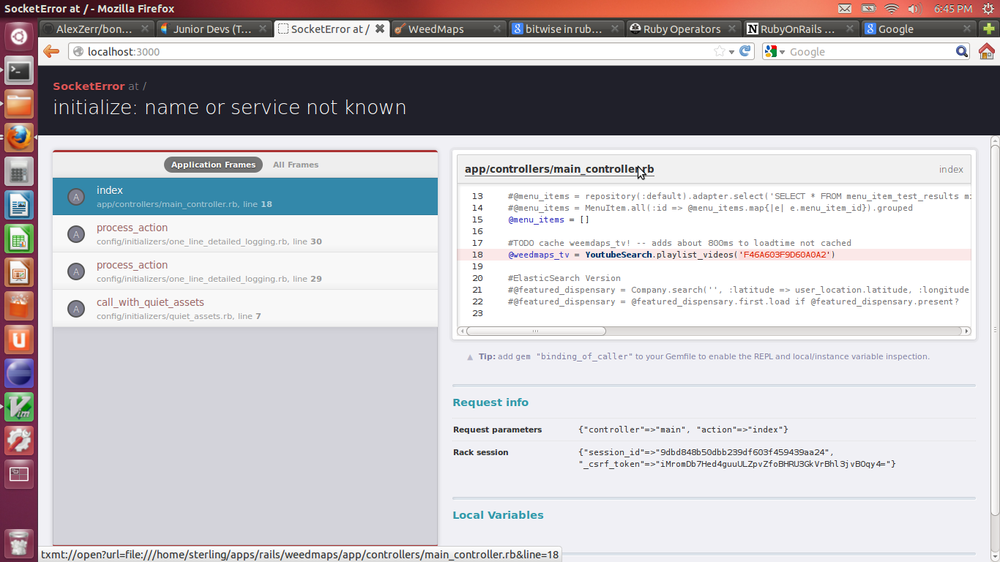 SocketError at / - Mozilla Firefox
6:45 PM
AlexZerr/bon...
Junior Devs (T...
SocketError at /
WeedMaps
bitwise in rub...
Ruby Operators
RubyOnRails ...
Google
localhost:3000
Google
SocketError at /
initialize: name or service not known
Application Frames
All Frames
A
index
app/controllers/main_controller.rb, line 18
A
process_action
config/initializers/one_line_detailed_logging.rb, line 30
A
process_action
config/initializers/one_line_detailed_logging.rb, line 29
A
call_with_quiet_assets
config/initializers/quiet_assets.rb, line 7
app/controllers/main_controller.rb
index
13 #@menu_items = repository(:default).adapter.select('SELECT * FROM menu_item_test_results mi
14 #@menu_items = MenuItem.all(:id => @menu_items.map{|e| e.menu_item_id}).grouped
15 @menu_items = []
16
17 #TODO cache weemdaps_tv! -- adds about 800ms to loadtime not cached
18 @weedmaps_tv = YoutubeSearch.playlist_videos('F46A603F9D60A0A2')
19
20 #ElasticSearch Version
21 #@featured_dispensary = Company.search('', :latitude => user_location.latitude, :longitude
22 #@featured_dispensary = @featured_dispensary.first.load if @featured_dispensary.present?
23
Tip: add gem "binding_of_caller" to your Gemfile to enable the REPL and local/instance variable inspection.
Request info
Request parameters {"controller"=>"main", "action"=>"index"}
Rack session {"session_id"=>"9dbd848b50dbb239df603f459439aa24",
"_csrf_token"=>"iMromDb7Hed4guuULZpvZfoBHRU3GkVrBhl3jvBOqy4="}
Local Variables
txmt://open?url=file:///home/sterling/apps/rails/weedmaps/app/controllers/main_controller.rb&line=18